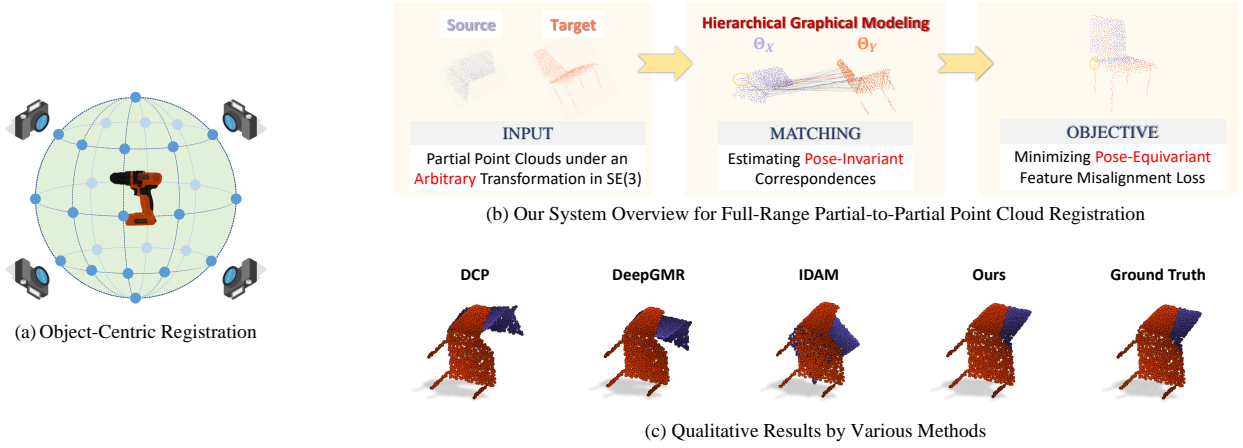 (a) Object-Centric Registration
Source
Target
INPUT
Partial Point Clouds under an
Arbitrary Transformation in SE(3)
Hierarchical Graphical Modeling
Θ_X
Θ_Y
MATCHING
Estimating Pose-Invariant
Correspondences
OBJECTIVE
Minimizing Pose-Equivariant
Feature Misalignment Loss
(b) Our System Overview for Full-Range Partial-to-Partial Point Cloud Registration
DCP
DeepGMR
IDAM
Ours
Ground Truth
(c) Qualitative Results by Various Methods